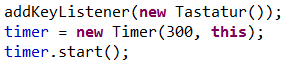 addKeyListener(new Tastatur());
timer = new Timer(300, this);
timer.start();